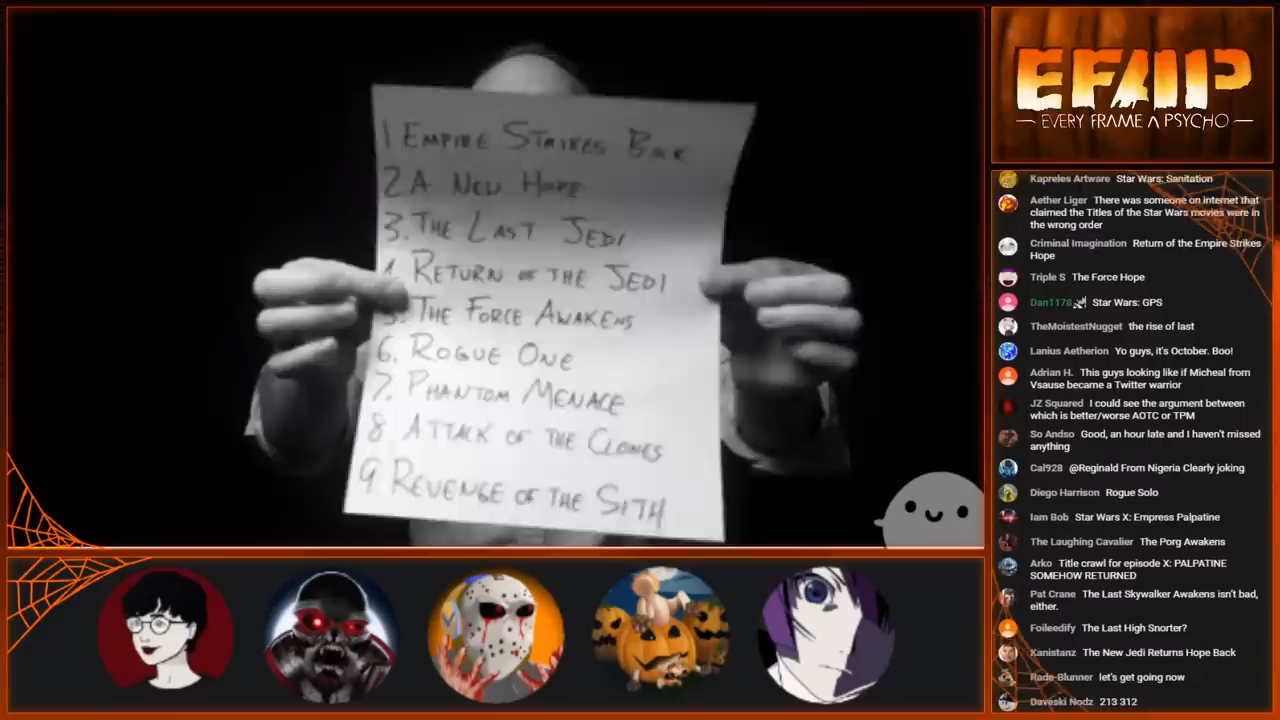 1 EMPIRE STRIKES BACK
2 A NEW HOPE
3. THE LAST JEDI
4. RETURN OF THE JEDI
5. THE FORCE AWAKENS
6. ROGUE ONE
7. PHANTOM MENACE
8 ATTACK OF THE CLONES
9 REVENGE OF THE SITH
EFAP
— EVERY FRAME A PSYCHO —
Kapreles Artware Star Wars: Sanitation
Aether Liger There was someone on internet that
claimed the Titles of the Star Wars movies were in
the wrong order
Criminal Imagination Return of the Empire Strikes
Hope
Triple S The Force Hope
Dan1178 Star Wars: GPS
TheMoistestNugget the rise of last
Lanius Aetherion Yo guys, it's October. Boo!
Adrian H. This guys looking like if Micheal from
Vsause became a Twitter warrior
JZ Squared I could see the argument between
which is better/worse AOTC or TPM
So Andso Good, an hour late and I haven't missed
anything
Cal928 @Reginald From Nigeria Clearly joking
Diego Harrison Rogue Solo
Iam Bob Star Wars X: Empress Palpatine
The Laughing Cavalier The Porg Awakens
Arko Title crawl for episode X: PALPATINE
SOMEHOW RETURNED
Pat Crane The Last Skywalker Awakens isn't bad,
either.
Foileedify The Last High Snorter?
Kanistanz The New Jedi Returns Hope Back
Rade-Blunner let's get going now
Daveski Nodz 213 312